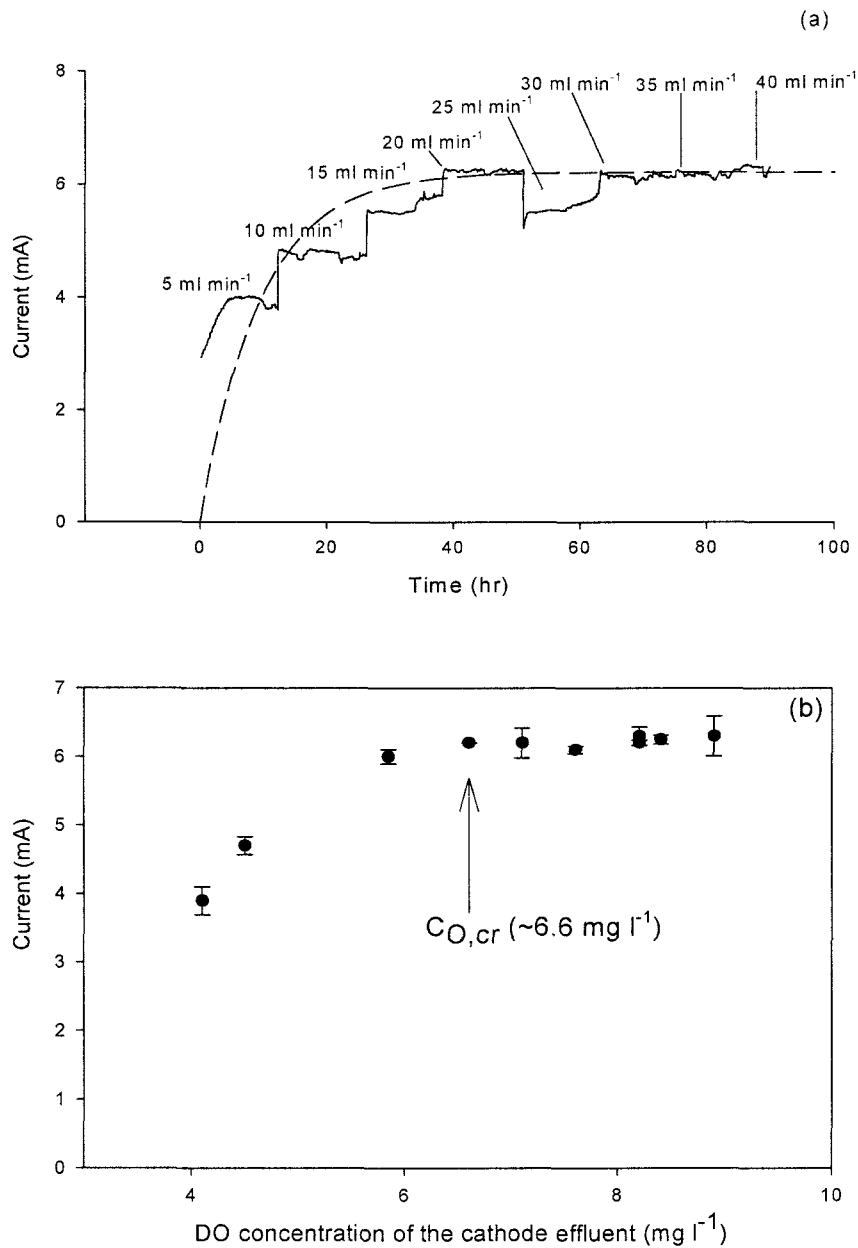 (a)
8
6
4
2
0
Current (mA)
5 ml min⁻¹
10 ml min⁻¹
15 ml min⁻¹
20 ml min⁻¹
25 ml min⁻¹
30 ml min⁻¹
35 ml min⁻¹
40 ml min⁻¹
0 20 40 60 80 100
Time (hr)
(b)
7
6
5
4
3
2
1
0
Current (mA)
C_O,cr (~6.6 mg l⁻¹)
4 6 8 10
DO concentration of the cathode effluent (mg l⁻¹)